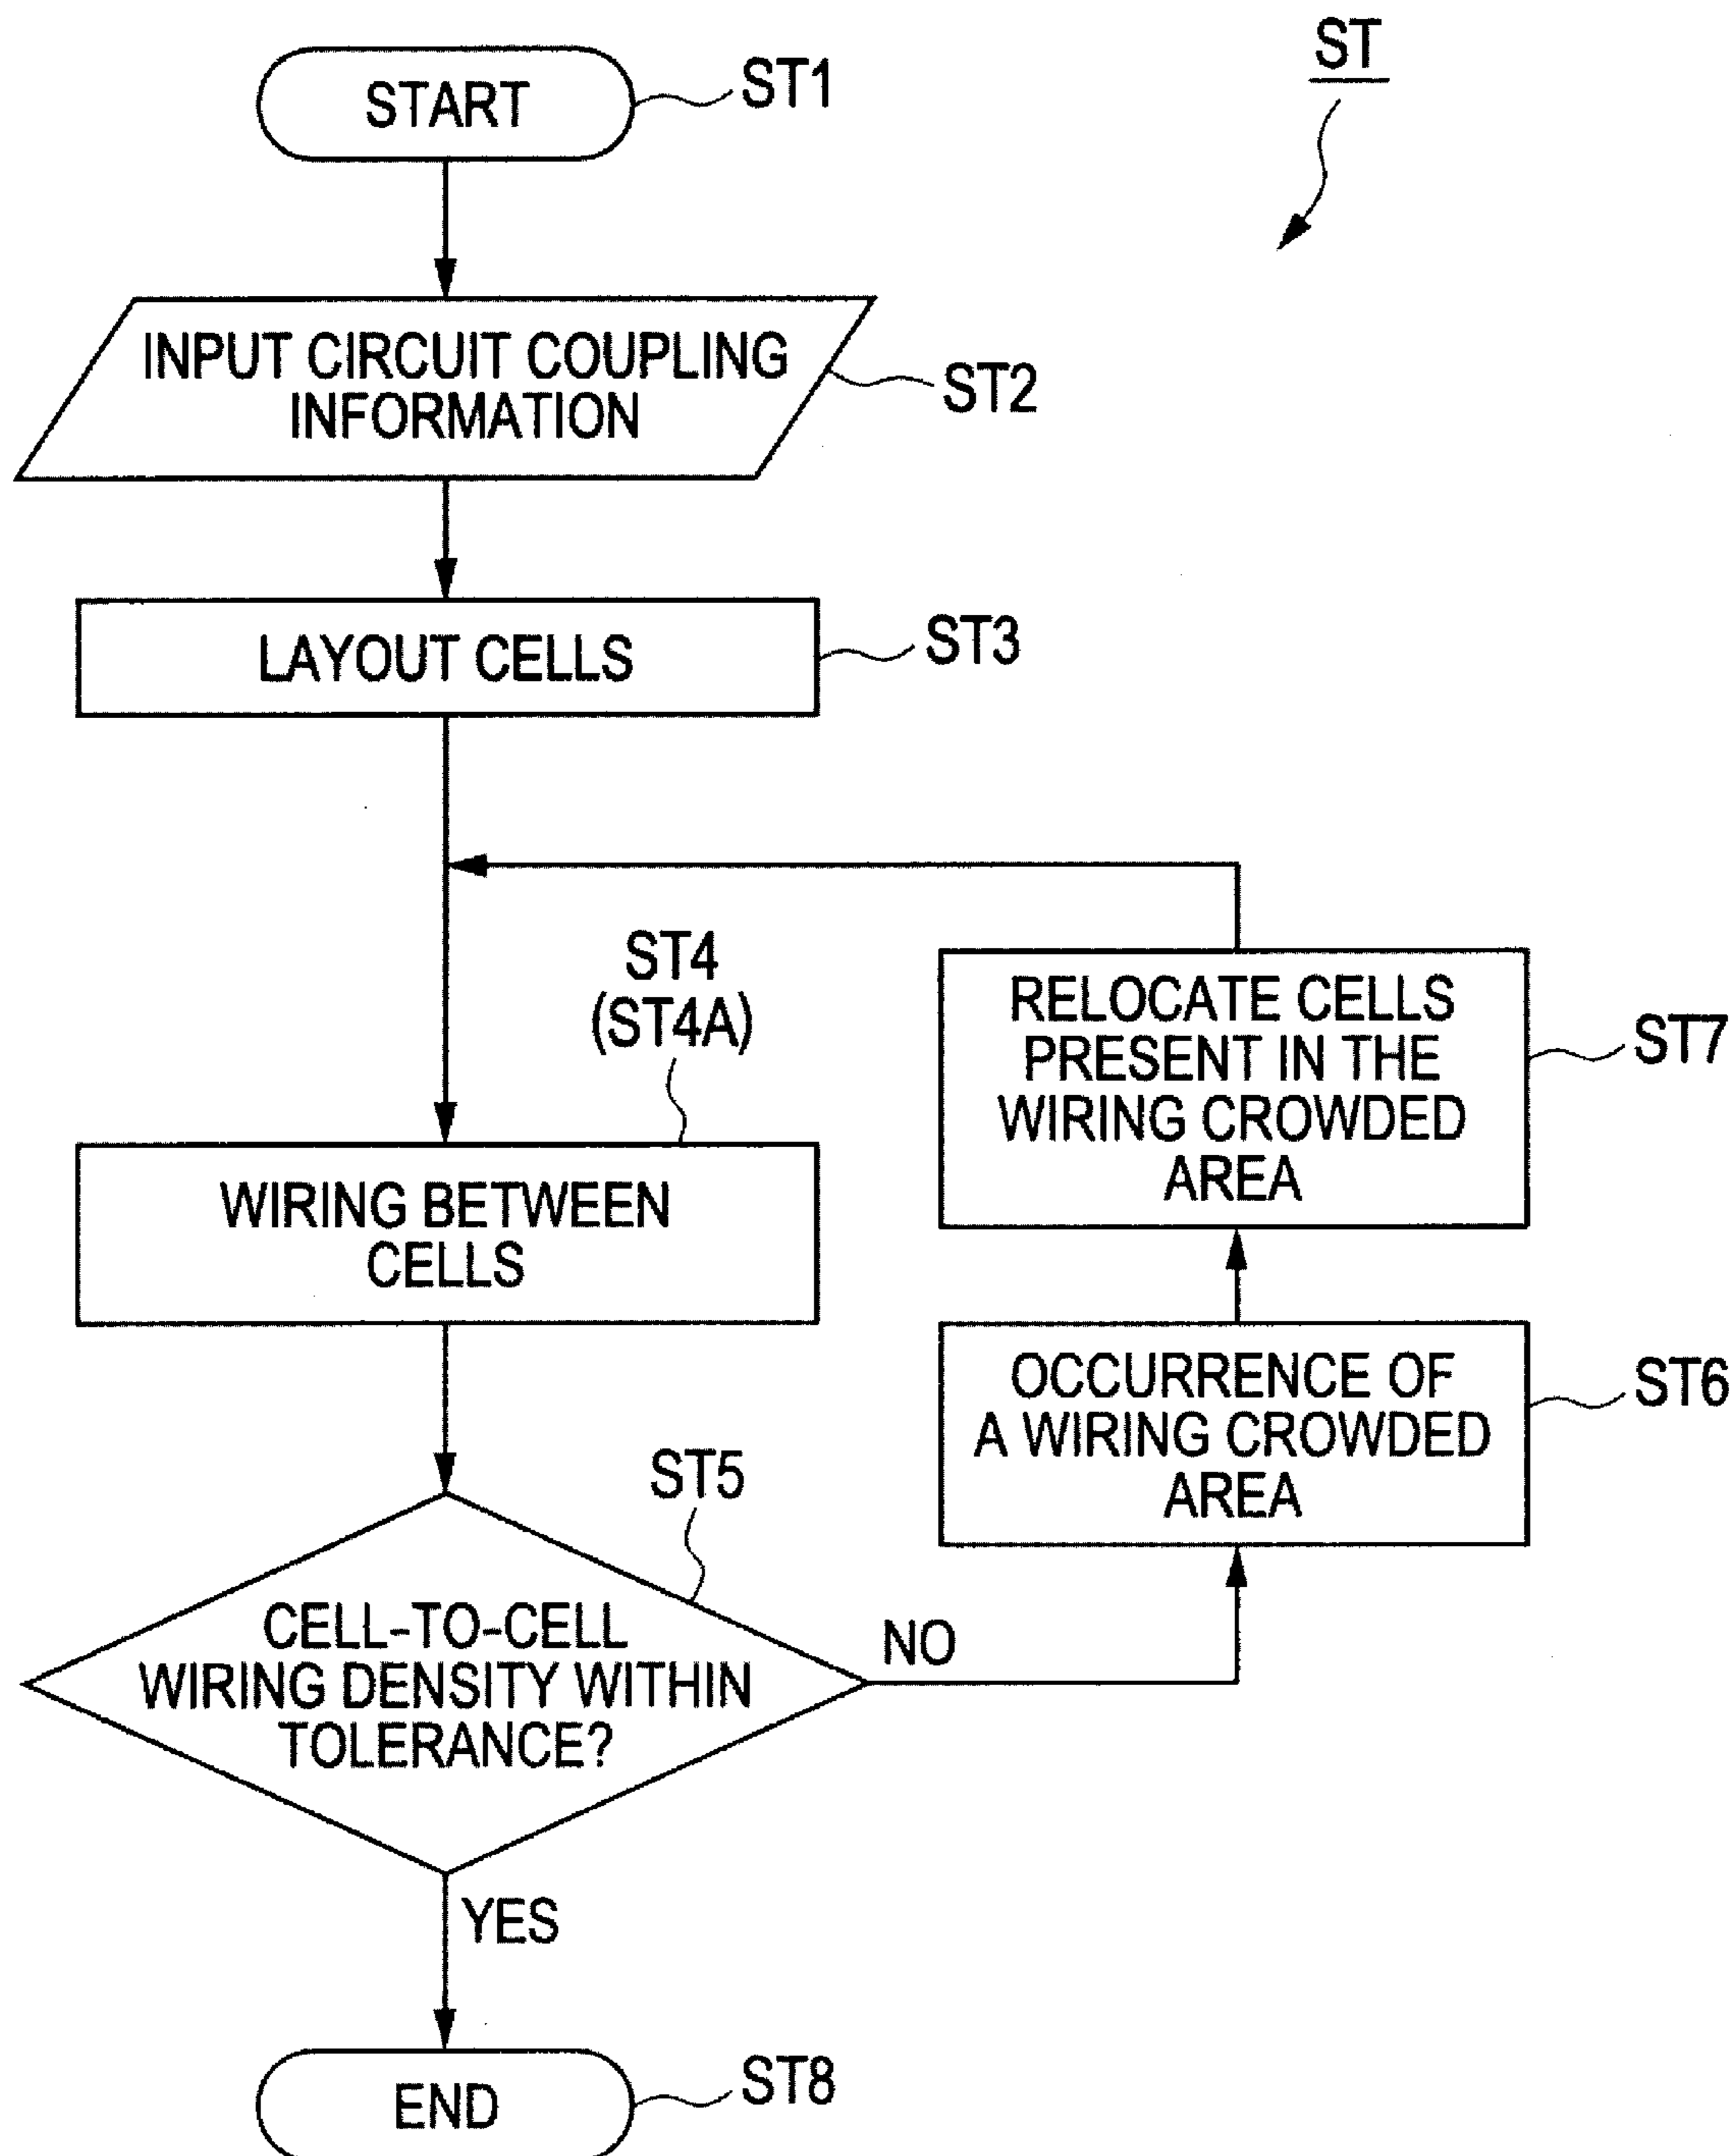 ST
START
ST1
INPUT CIRCUIT COUPLING
INFORMATION
ST2
LAYOUT CELLS
ST3
ST4
(ST4A)
WIRING BETWEEN
CELLS
ST5
CELL-TO-CELL
WIRING DENSITY WITHIN
TOLERANCE?
NO
OCCURRENCE OF
A WIRING CROWDED
AREA
ST6
RELOCATE CELLS
PRESENT IN THE
WIRING CROWDED
AREA
ST7
YES
END
ST8